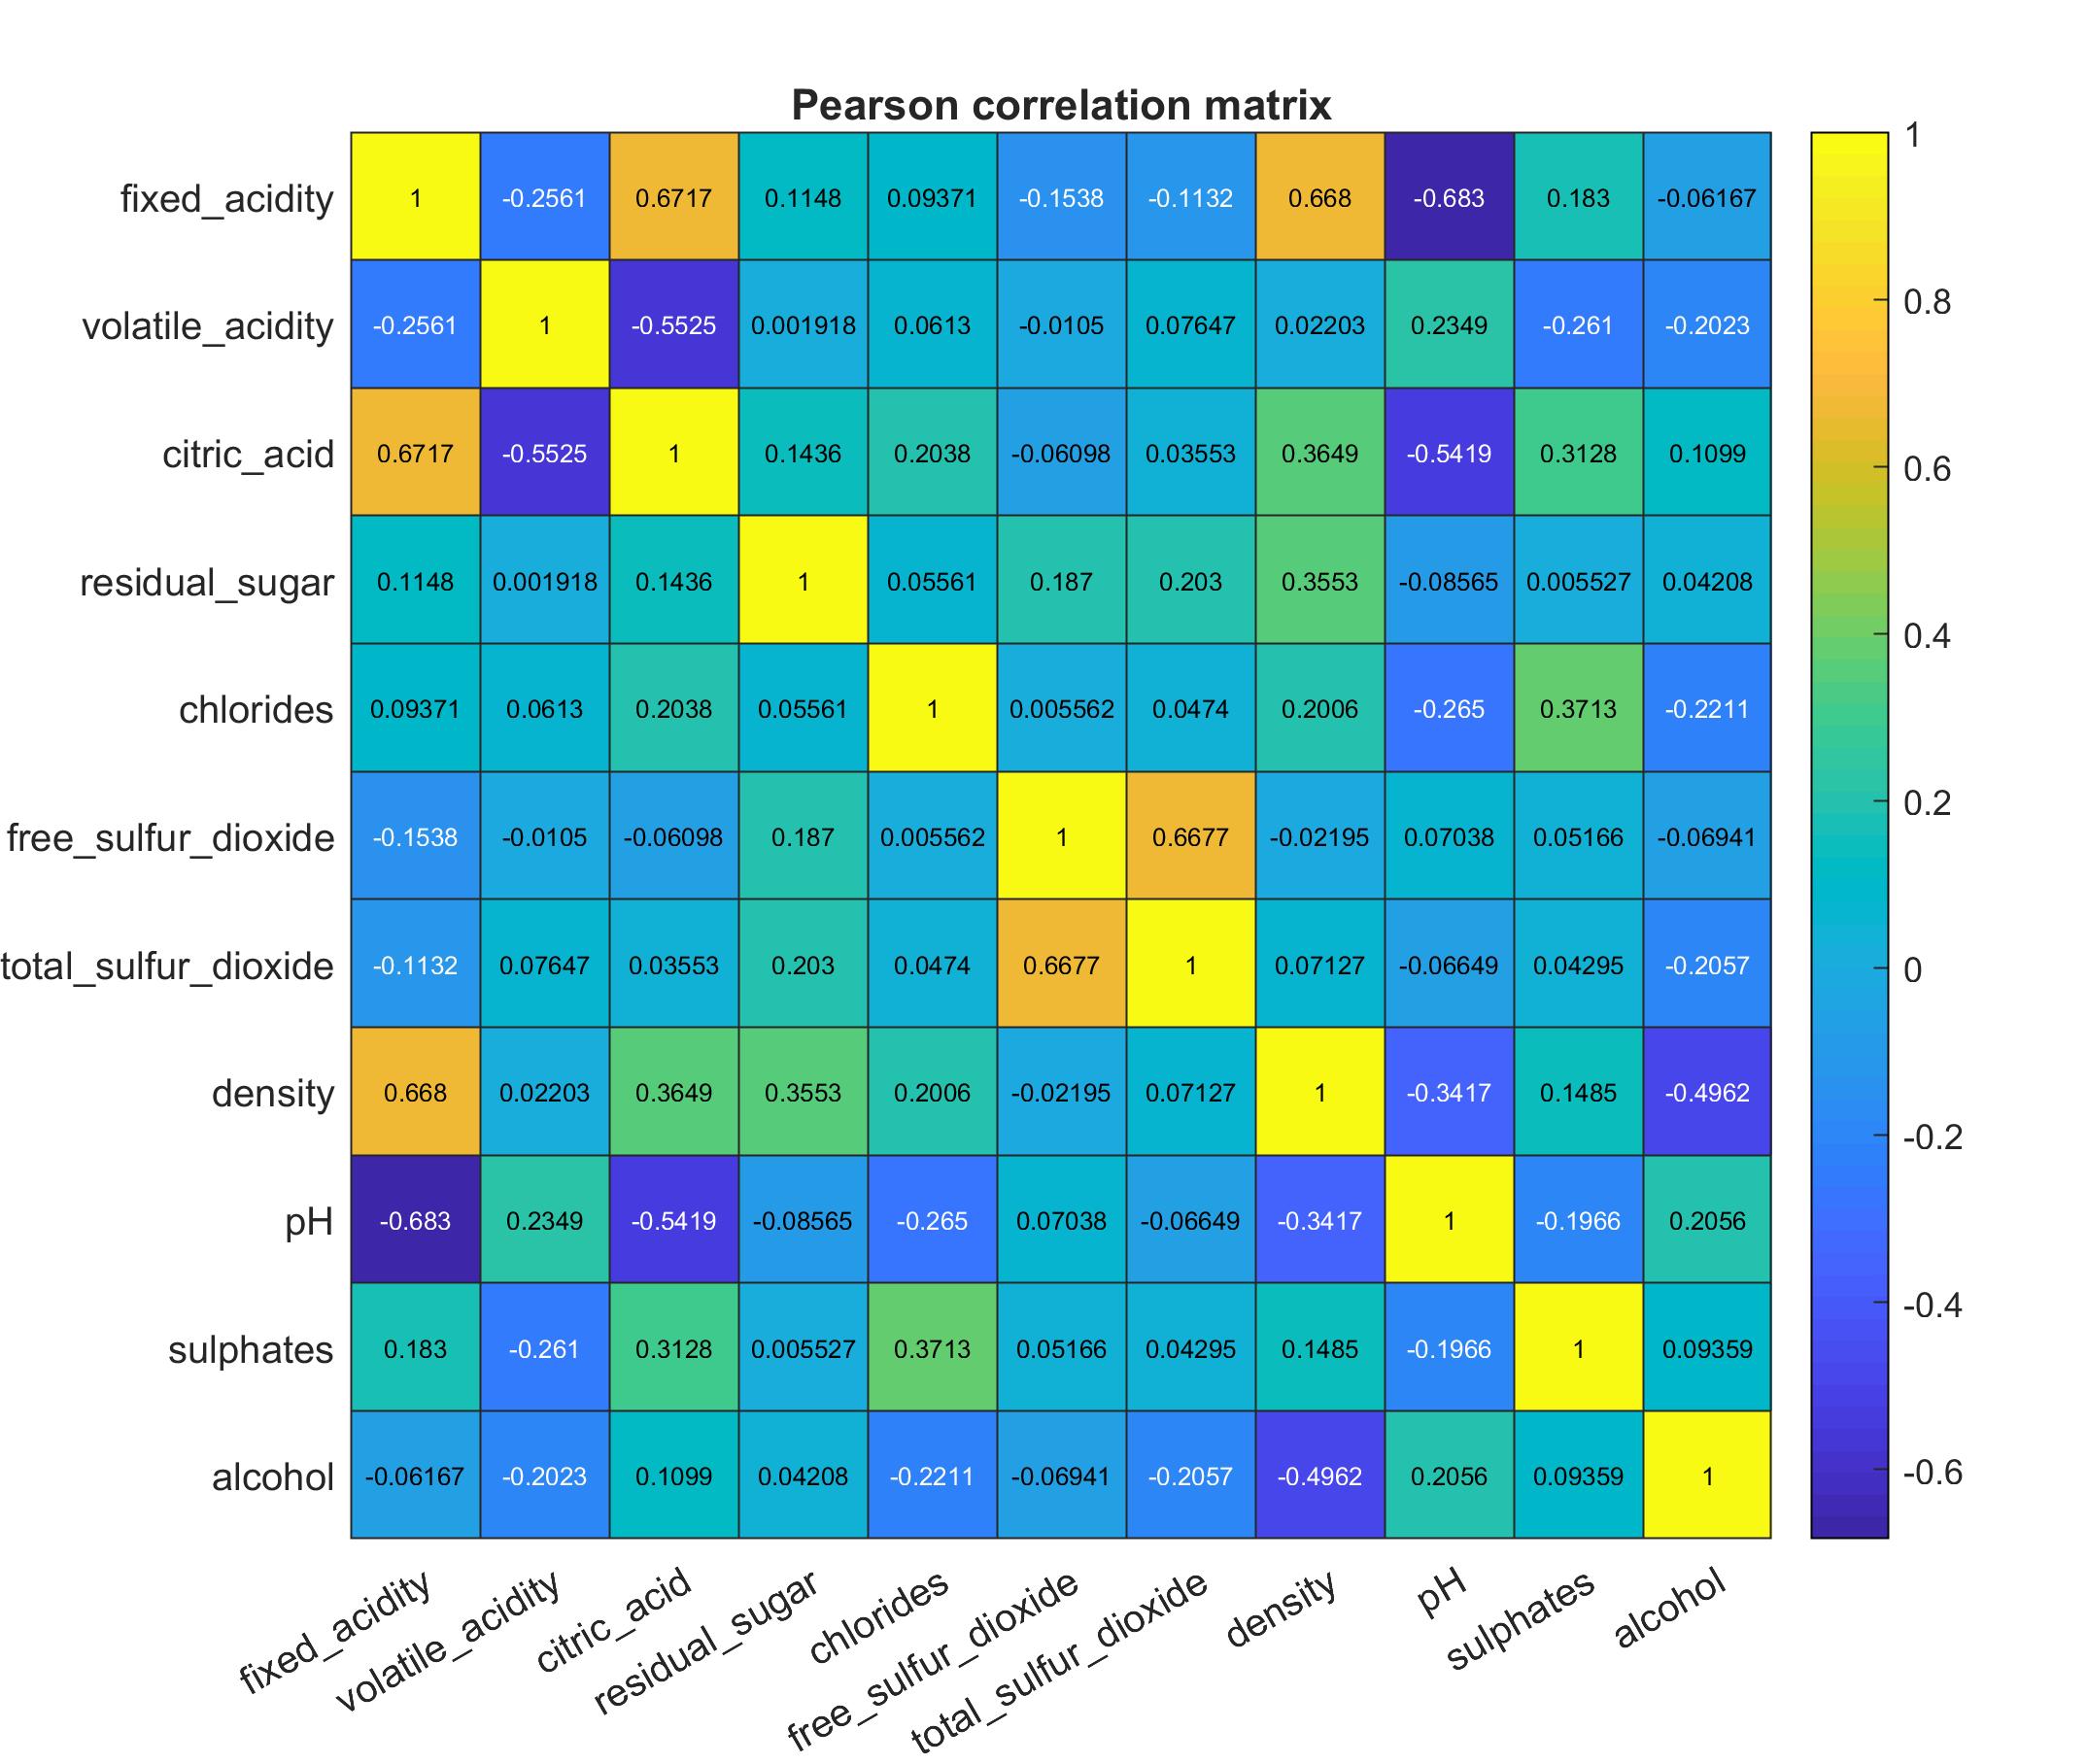 Pearson correlation matrix
fixed_acidity 1 -0.2561 0.6717 0.1148 0.09371 -0.1538 -0.1132 0.668 -0.683 0.183 -0.06167
volatile_acidity -0.2561 1 -0.5525 0.001918 0.0613 -0.0105 0.07647 0.02203 0.2349 -0.261 -0.2023
citric_acid 0.6717 -0.5525 1 0.1436 0.2038 -0.06098 0.03553 0.3649 -0.5419 0.3128 0.1099
residual_sugar 0.1148 0.001918 0.1436 1 0.05561 0.187 0.203 0.3553 -0.08565 0.005527 0.04208
chlorides 0.09371 0.0613 0.2038 0.05561 1 0.005562 0.0474 0.2006 -0.265 0.3713 -0.2211
free_sulfur_dioxide -0.1538 -0.0105 -0.06098 0.187 0.005562 1 0.6677 -0.02195 0.07038 0.05166 -0.06941
total_sulfur_dioxide -0.1132 0.07647 0.03553 0.203 0.0474 0.6677 1 0.07127 -0.06649 0.04295 -0.2057
density 0.668 0.02203 0.3649 0.3553 0.2006 -0.02195 0.07127 1 -0.3417 0.1485 -0.4962
pH -0.683 0.2349 -0.5419 -0.08565 -0.265 0.07038 -0.06649 -0.3417 1 -0.1966 0.2056
sulphates 0.183 -0.261 0.3128 0.005527 0.3713 0.05166 0.04295 0.1485 -0.1966 1 0.09359
alcohol -0.06167 -0.2023 0.1099 0.04208 -0.2211 -0.06941 -0.2057 -0.4962 0.2056 0.09359 1
fixed_acidity
volatile_acidity
citric_acid
residual_sugar
chlorides
free_sulfur_dioxide
total_sulfur_dioxide
density
pH
sulphates
alcohol
1
0.8
0.6
0.4
0.2
0
-0.2
-0.4
-0.6